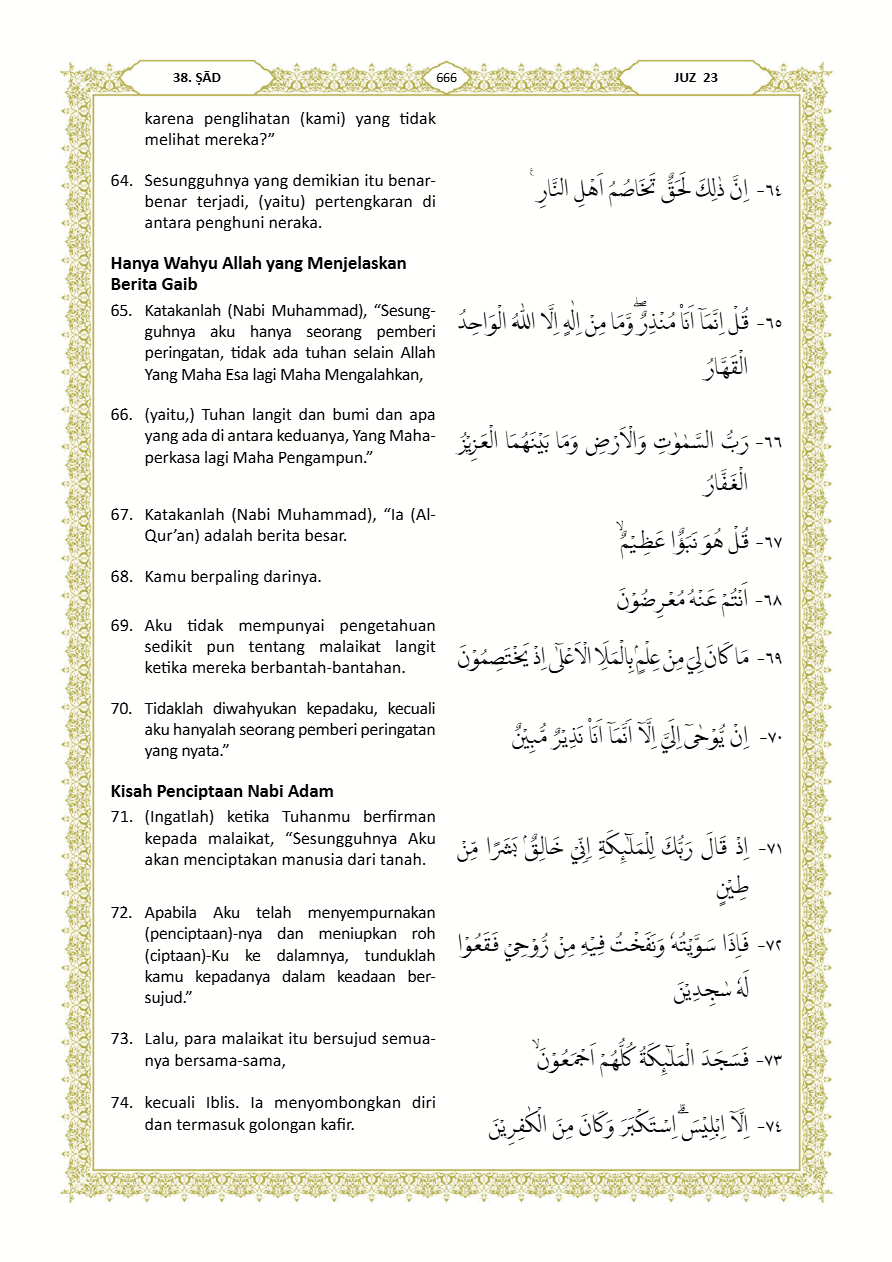 38. ṢĀD
666
JUZ 23
karena penglihatan (kami) yang tidak
melihat mereka?”
64. Sesungguhnya yang demikian itu benar-
benar terjadi, (yaitu) pertengkaran di
antara penghuni neraka.
٦٤- اِنَّ ذٰلِكَ لَحَقٌّ تَخَاصُمُ اَهْلِ النَّارِ ࣖ
Hanya Wahyu Allah yang Menjelaskan
Berita Gaib
65. Katakanlah (Nabi Muhammad), “Sesung-
guhnya aku hanya seorang pemberi
peringatan, tidak ada tuhan selain Allah
Yang Maha Esa lagi Maha Mengalahkan,
٦٥- قُلْ اِنَّمَآ اَنَا۠ مُنْذِرٌ ۖوَّمَا مِنْ اِلٰهٍ اِلَّا اللّٰهُ الْوَاحِدُ
الْقَهَّارُ
66. (yaitu,) Tuhan langit dan bumi dan apa
yang ada di antara keduanya, Yang Maha-
perkasa lagi Maha Pengampun.”
٦٦- رَبُّ السَّمٰوٰتِ وَالْاَرْضِ وَمَا بَيْنَهُمَا الْعَزِيْزُ
الْغَفَّارُ
67. Katakanlah (Nabi Muhammad), “Ia (Al-
Qur’an) adalah berita besar.
٦٧- قُلْ هُوَ نَبَؤٌا عَظِيْمٌۙ
68. Kamu berpaling darinya.
٦٨- اَنْتُمْ عَنْهُ مُعْرِضُوْنَ
69. Aku tidak mempunyai pengetahuan
sedikit pun tentang malaikat langit
ketika mereka berbantah-bantahan.
٦٩- مَا كَانَ لِيَ مِنْ عِلْمٍۢ بِالْمَلَاِ الْاَعْلٰٓى اِذْ يَخْتَصِمُوْنَ
70. Tidaklah diwahyukan kepadaku, kecuali
aku hanyalah seorang pemberi peringatan
yang nyata.”
٧٠- اِنْ يُّوْحٰىٓ اِلَيَّ اِلَّآ اَنَّمَآ اَنَا۠ نَذِيْرٌ مُّبِيْنٌ
Kisah Penciptaan Nabi Adam
71. (Ingatlah) ketika Tuhanmu berfirman
kepada malaikat, “Sesungguhnya Aku
akan menciptakan manusia dari tanah.
٧١- اِذْ قَالَ رَبُّكَ لِلْمَلٰۤىِٕكَةِ اِنِّيْ خَالِقٌۢ بَشَرًا مِّنْ
طِيْنٍ
72. Apabila Aku telah menyempurnakan
(penciptaan)-nya dan meniupkan roh
(ciptaan)-Ku ke dalamnya, tunduklah
kamu kepadanya dalam keadaan ber-
sujud.”
٧٢- فَاِذَا سَوَّيْتُهٗ وَنَفَخْتُ فِيْهِ مِنْ رُّوْحِيْ فَقَعُوْا
لَهٗ سٰجِدِيْنَ
73. Lalu, para malaikat itu bersujud semua-
nya bersama-sama,
٧٣- فَسَجَدَ الْمَلٰۤىِٕكَةُ كُلُّهُمْ اَجْمَعُوْنَۙ
74. kecuali Iblis. Ia menyombongkan diri
dan termasuk golongan kafir.
٧٤- اِلَّآ اِبْلِيْسَۗ اِسْتَكْبَرَ وَكَانَ مِنَ الْكٰفِرِيْنَ